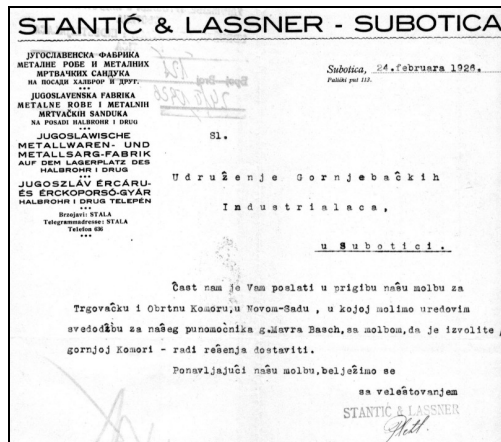 STANTIĆ & LASSNER - SUBOTICA
ЈУГОСЛАВЕНСКА ФАБРИКА
МЕТАЛНЕ РОБЕ И МЕТАЛНИХ
МРТВАЧКИХ САНДУКА
НА ПОСАДИ ХАЛБРОР И ДРУГ.
JUGOSLAVENSKA FABRIKA
METALNE ROBE I METALNIH
MRTVAČKIH SANDUKA
NA POSADI HALBROHR I DRUG
JUGOSLAWISCHE
METALLWAREN- UND
METALLSARG-FABRIK
AUF DEM LAGERPLATZ DES
HALBROHR I DRUG
JUGOSZLÁV ÉRCÁRU-
ÉS ÉRCKOPORSÓ-GYÁR
HALBROHR I DRUG TELEPÉN
Brzojavi: STALA
Telegrammadresse: STALA
Telefon 636
Subotica, 24.februara 1926.
Palićki put 113.
Sl.
Udruženje Gornjebačkih
Industrialaca,
u Subotici.
Čast nam je Vam poslati u prigibu našu molbu za
Trgovačku i Obrtnu Komoru,u Novom-Sadu , u kojoj molimo uredovim
svedodžbu za našeg punomočnika g.Mavra Basch,sa molbom,da je izvolite ,
gornjoj Komori - radi rešenja dostaviti.
Ponavljajući našu molbu,belježimo se
sa veleštovanjem
STANTIĆ & LASSNER